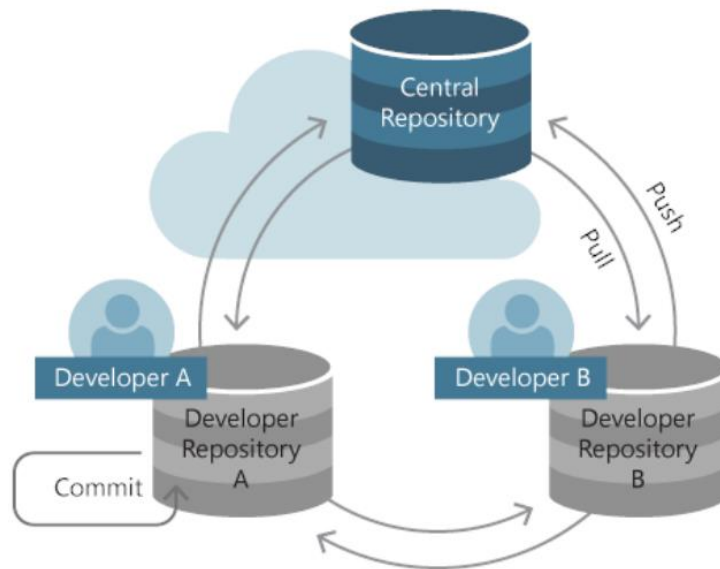 Central
Repository
Push
Pull
Developer A
Developer B
Developer
Repository
A
Developer
Repository
B
Commit